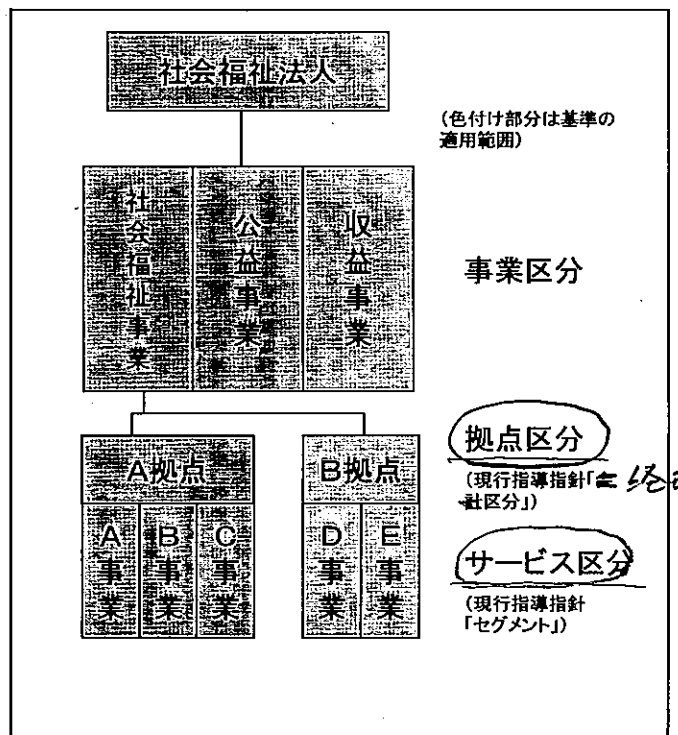 社会福祉法人
(色付け部分は基準の
適用範囲)
社会福祉事業
公益事業
収益事業
事業区分
A拠点
B拠点
拠点区分
(現行指導指針「
区分」)
A事業
B事業
C事業
D事業
E事業
サービス区分
(現行指導指針
「セグメント」)